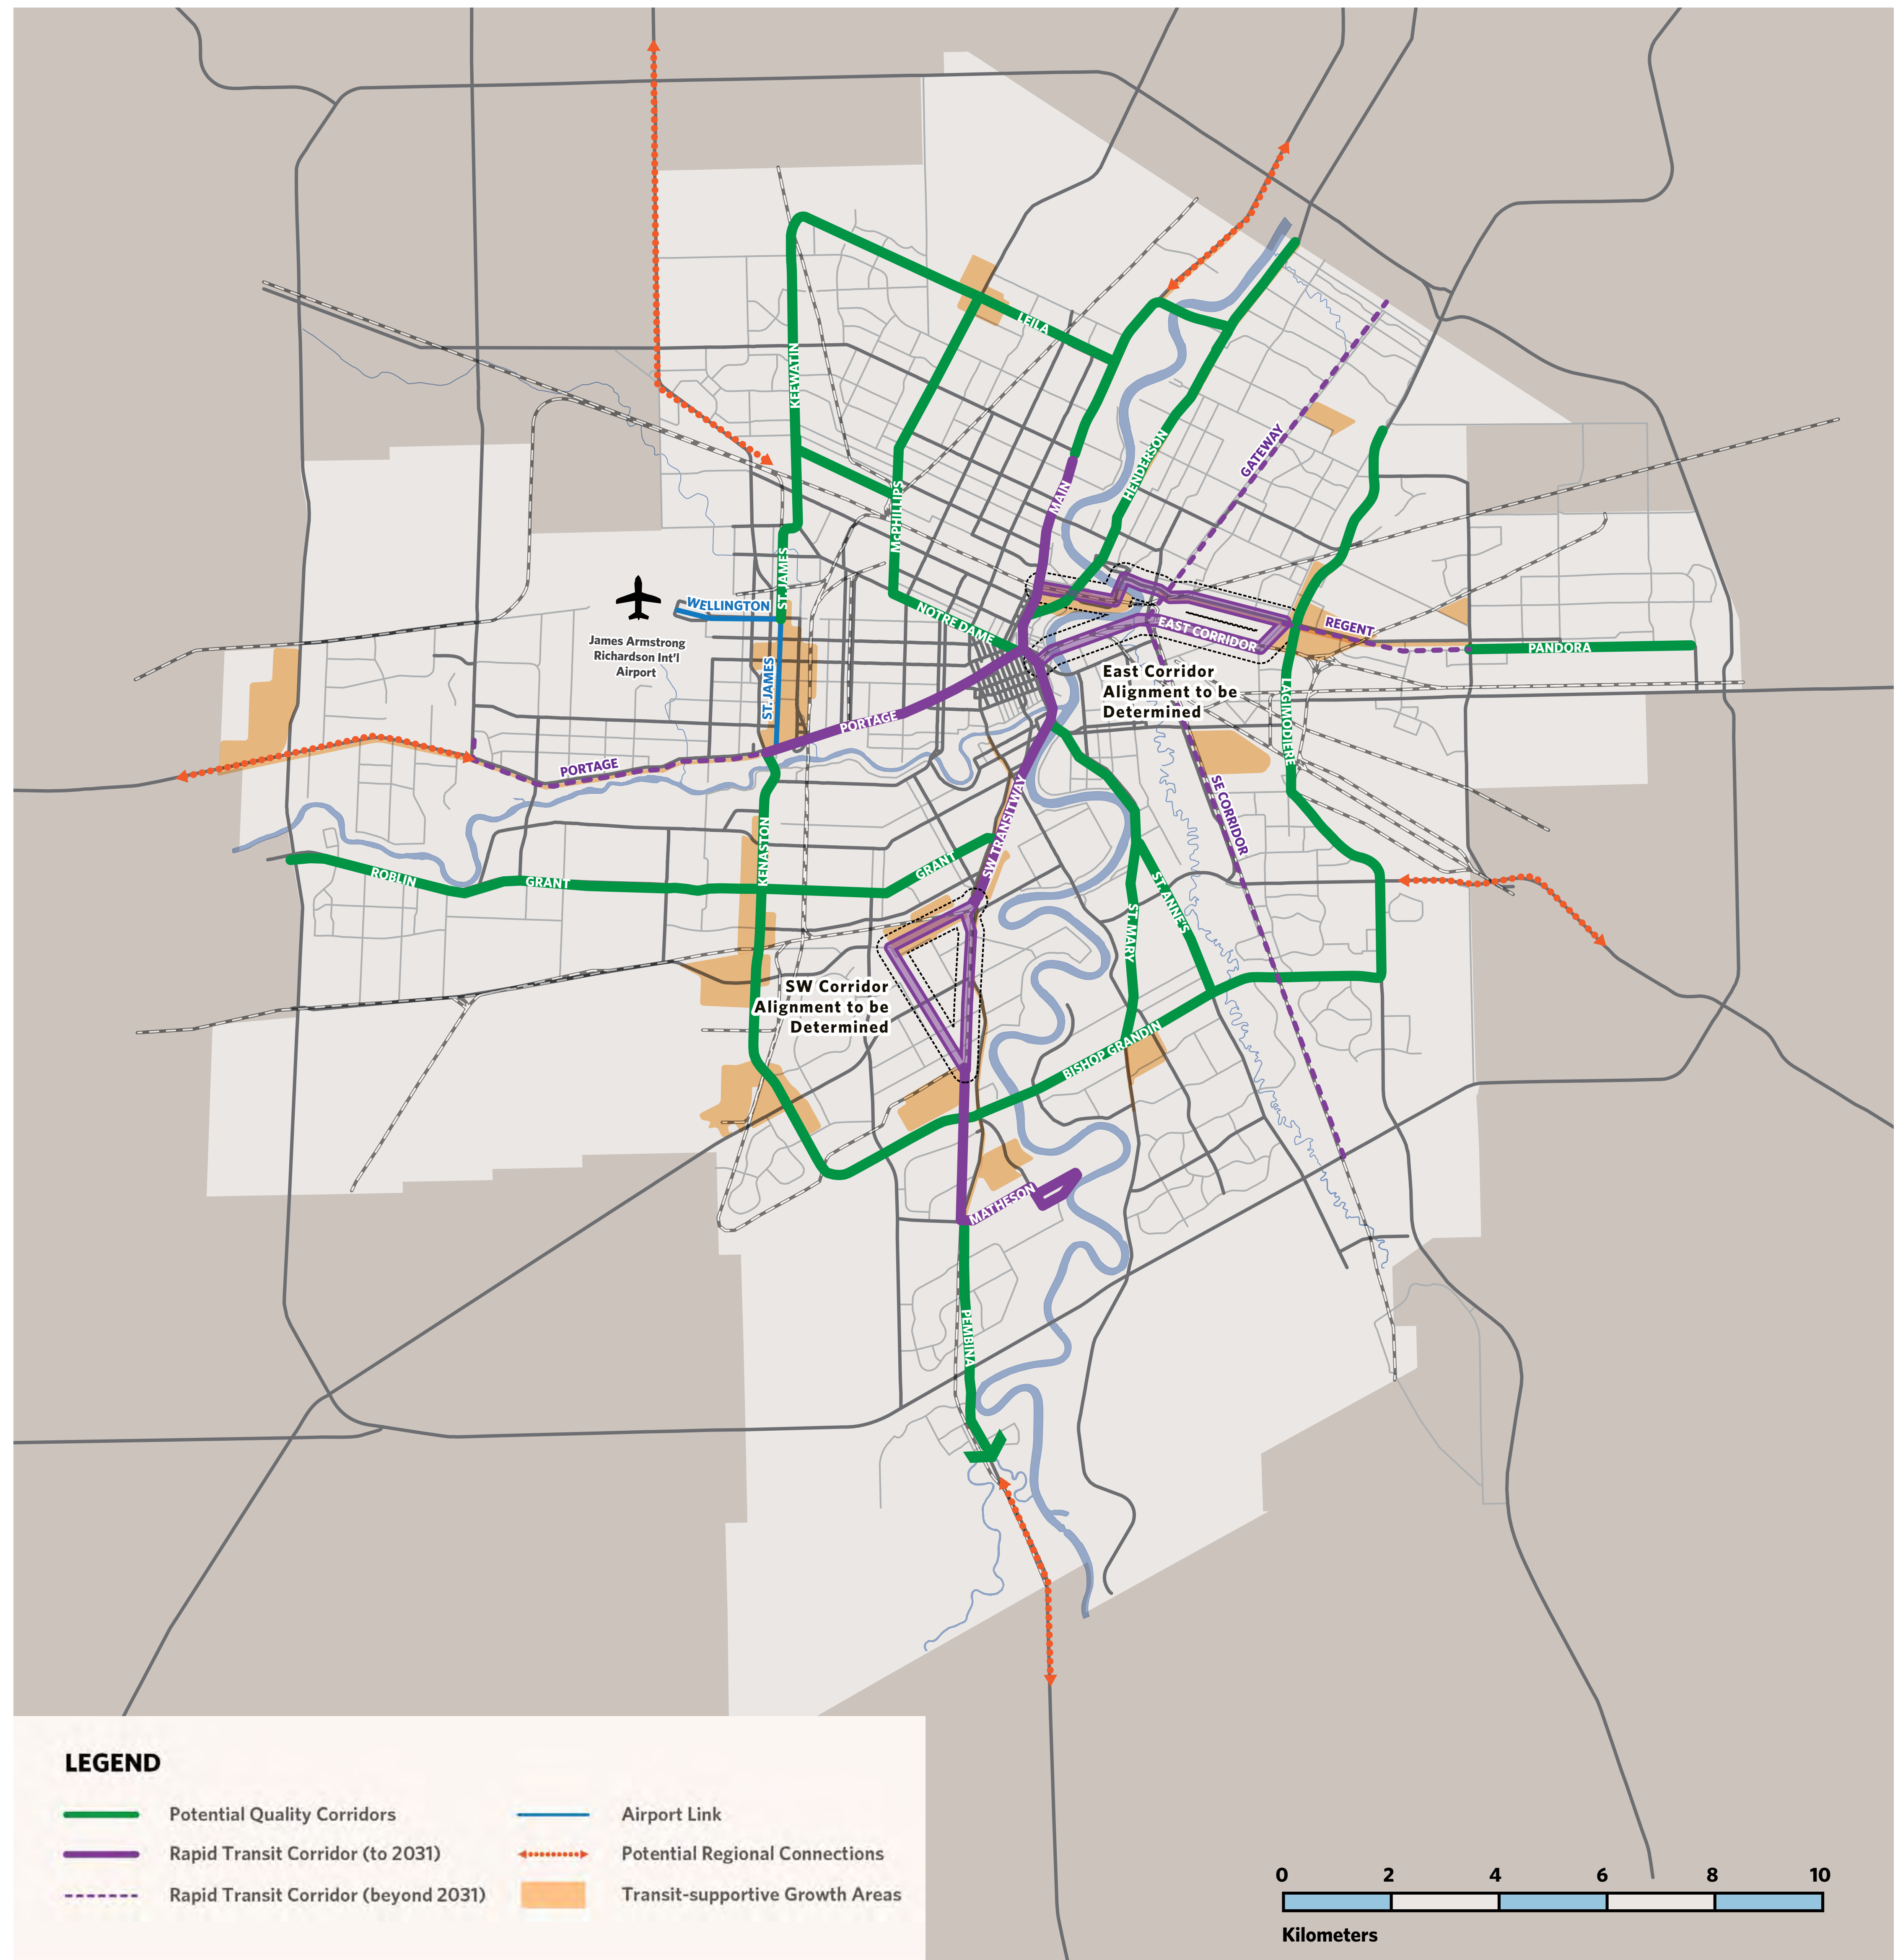 LEILA
KEEWATIN
HENDERSON
GATEWAY
MAIN
McPHILLIPS
ST. JAMES
WELLINGTON
NOTRE DAME
EAST CORRIDOR
REGENT
PANDORA
James Armstrong
Richardson Int'l
Airport
East Corridor
Alignment to be
Determined
ST. JAMES
LAGIMODIERE
PORTAGE
PORTAGE
SE CORRIDOR
SW TRANSITWAY
KENASTON
GRANT
ROBLIN
GRANT
ST. ANNE'S
ST. MARY
SW Corridor
Alignment to be
Determined
BISHOP GRANDIN
MATHESON
PEMBINA
LEGEND
Potential Quality Corridors
Rapid Transit Corridor (to 2031)
Rapid Transit Corridor (beyond 2031)
Airport Link
Potential Regional Connections
Transit-supportive Growth Areas
0 2 4 6 8 10
Kilometers